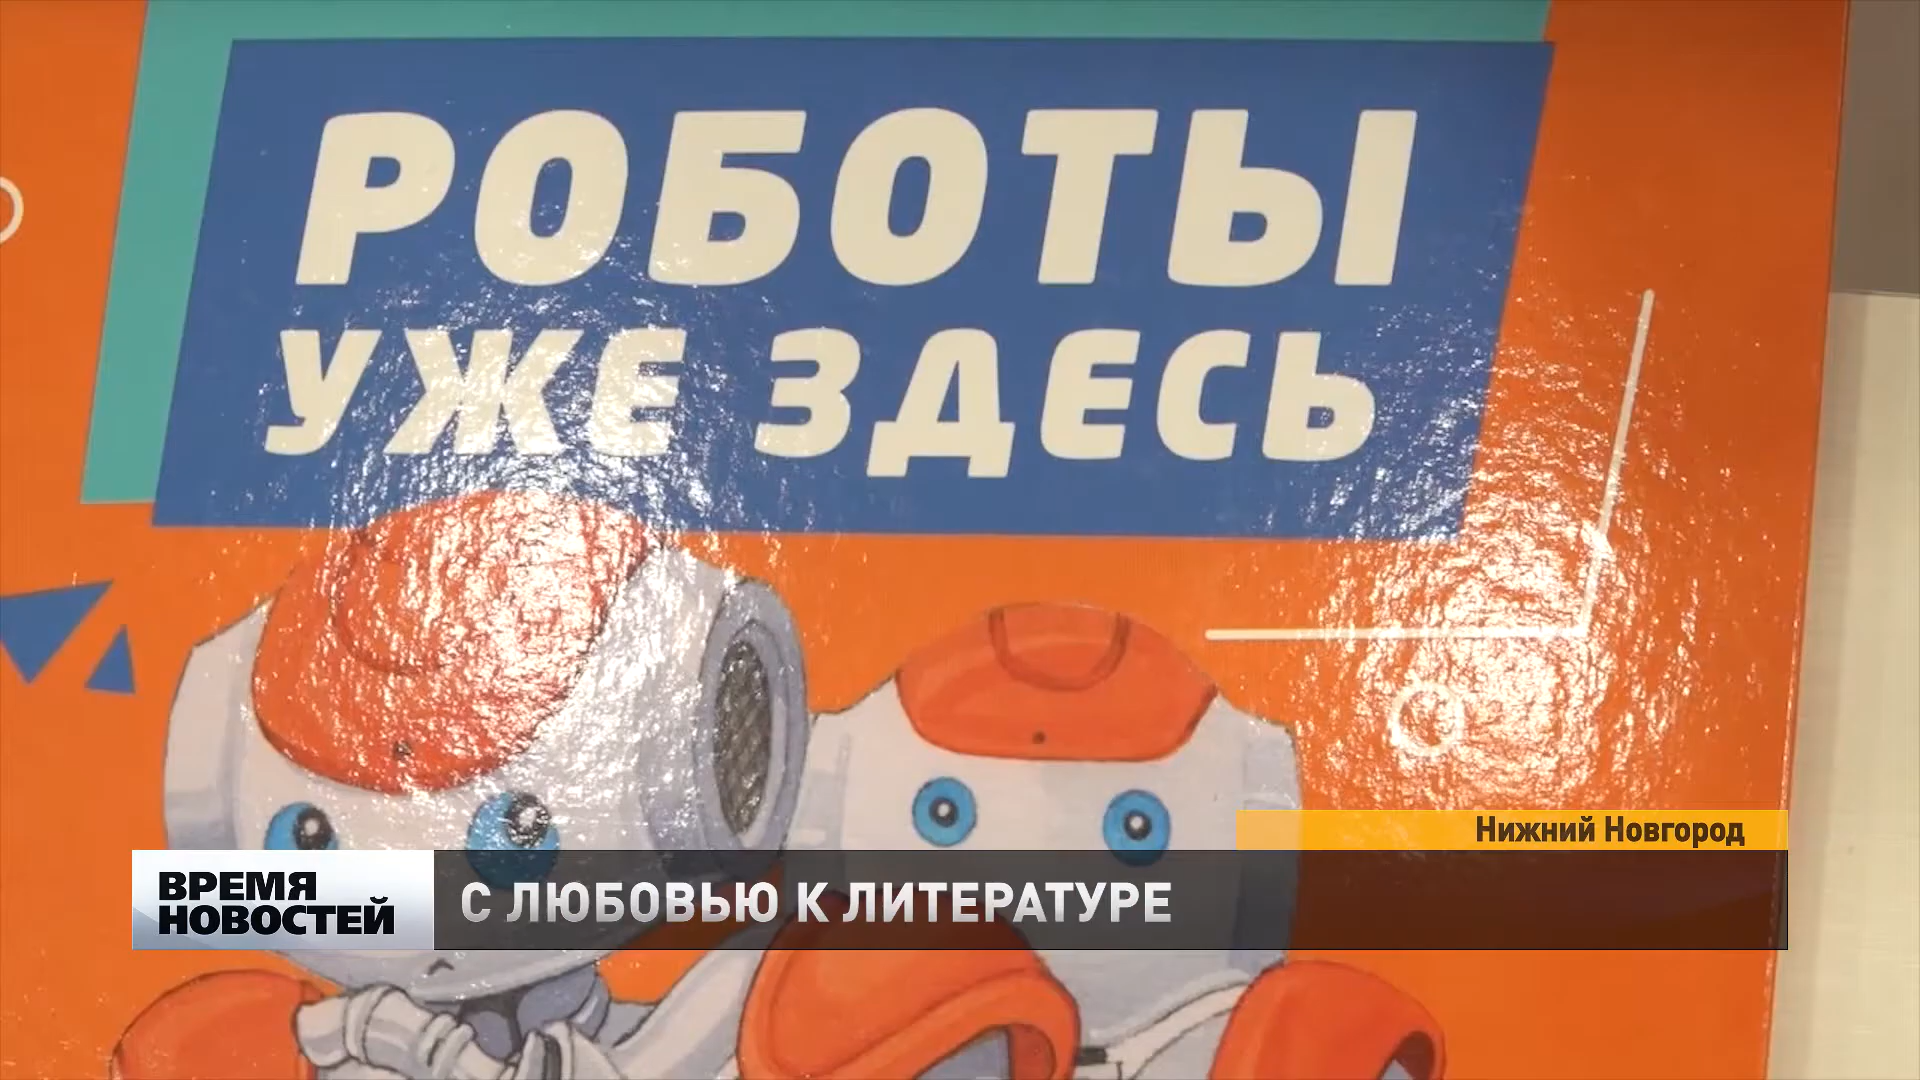 РОБОТЫ
УЖЕ ЗДЕСЬ
Нижний Новгород
ВРЕМЯ
НОВОСТЕЙ
С ЛЮБОВЬЮ К ЛИТЕРАТУРЕ